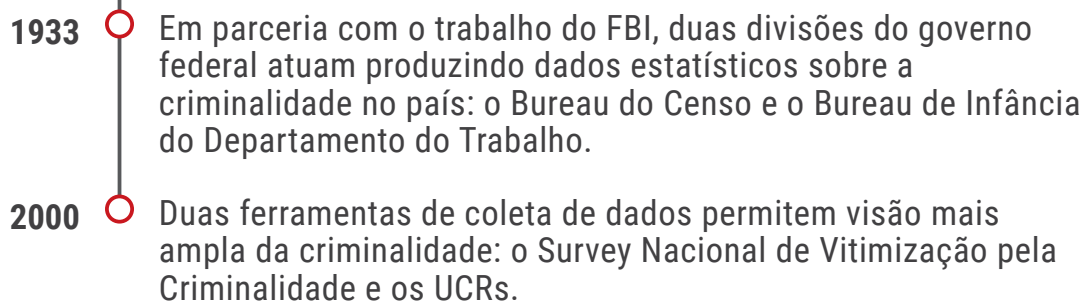 1933 Em parceria com o trabalho do FBI, duas divisões do governo
federal atuam produzindo dados estatísticos sobre a
criminalidade no país: o Bureau do Censo e o Bureau de Infância
do Departamento do Trabalho.
2000 Duas ferramentas de coleta de dados permitem visão mais
ampla da criminalidade: o Survey Nacional de Vitimização pela
Criminalidade e os UCRs.